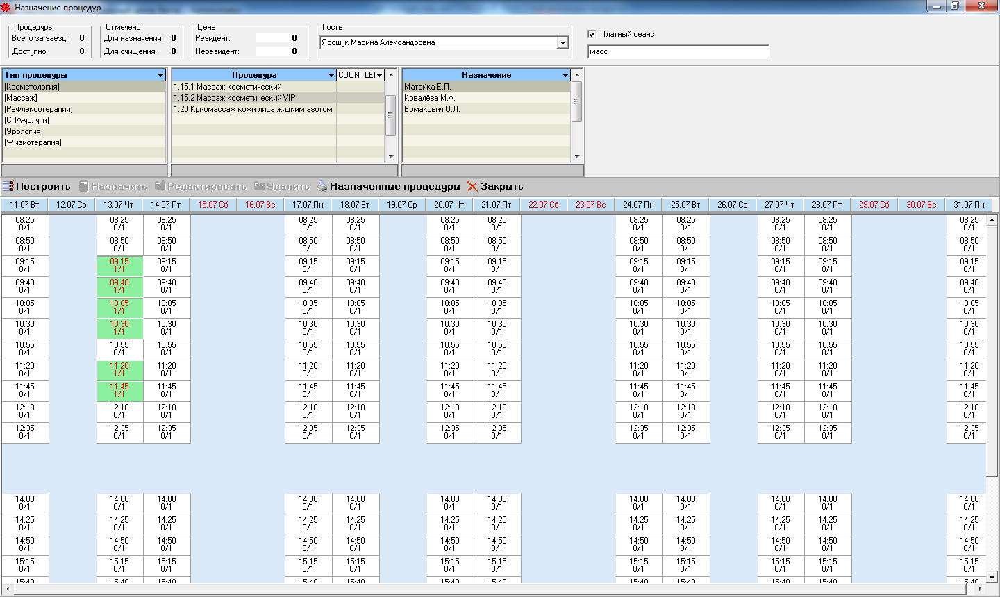 Назначение процедур
Процедуры
Всего за заезд: 0
Доступно: 0
Отмечено
Для назначения: 0
Для очищения: 0
Цена
Резидент: 0
Нерезидент: 0
Гость
Ярощук Марина Александровна
Платный сеанс
масс
Тип процедуры
[Косметология]
[Массаж]
[Рефлексотерапия]
[СПА-услуги]
[Урология]
[Физиотерапия]
Процедура COUNTLEI
1.15.1 Массаж косметический
1.15.2 Массаж косметический VIP
1.20 Криомассаж кожи лица жидким азотом
Назначение
Матейка Е.П.
Ковалёва М.А.
Ермакович О.Л.
Построить Назначить Редактировать Удалить Назначенные процедуры Закрыть
11.07 Вт 12.07 Ср 13.07 Чт 14.07 Пт 15.07 Сб 16.07 Вс 17.07 Пн 18.07 Вт 19.07 Ср 20.07 Чт 21.07 Пт 22.07 Сб 23.07 Вс 24.07 Пн 25.07 Вт 26.07 Ср 27.07 Чт 28.07 Пт 29.07 Сб 30.07 Вс 31.07 Пн
08:25 08:25 08:25 08:25 08:25 08:25 08:25 08:25 08:25 08:25 08:25 08:25
0/1 0/1 0/1 0/1 0/1 0/1 0/1 0/1 0/1 0/1 0/1 0/1
08:50 08:50 08:50 08:50 08:50 08:50 08:50 08:50 08:50 08:50 08:50 08:50
0/1 0/1 0/1 0/1 0/1 0/1 0/1 0/1 0/1 0/1 0/1 0/1
09:15 09:15 09:15 09:15 09:15 09:15 09:15 09:15 09:15 09:15 09:15 09:15
0/1 1/1 0/1 0/1 0/1 0/1 0/1 0/1 0/1 0/1 0/1 0/1
09:40 09:40 09:40 09:40 09:40 09:40 09:40 09:40 09:40 09:40 09:40 09:40
0/1 1/1 0/1 0/1 0/1 0/1 0/1 0/1 0/1 0/1 0/1 0/1
10:05 10:05 10:05 10:05 10:05 10:05 10:05 10:05 10:05 10:05 10:05 10:05
0/1 1/1 0/1 0/1 0/1 0/1 0/1 0/1 0/1 0/1 0/1 0/1
10:30 10:30 10:30 10:30 10:30 10:30 10:30 10:30 10:30 10:30 10:30 10:30
0/1 1/1 0/1 0/1 0/1 0/1 0/1 0/1 0/1 0/1 0/1 0/1
10:55 10:55 10:55 10:55 10:55 10:55 10:55 10:55 10:55 10:55 10:55 10:55
0/1 0/1 0/1 0/1 0/1 0/1 0/1 0/1 0/1 0/1 0/1 0/1
11:20 11:20 11:20 11:20 11:20 11:20 11:20 11:20 11:20 11:20 11:20 11:20
0/1 1/1 0/1 0/1 0/1 0/1 0/1 0/1 0/1 0/1 0/1 0/1
11:45 11:45 11:45 11:45 11:45 11:45 11:45 11:45 11:45 11:45 11:45 11:45
0/1 1/1 0/1 0/1 0/1 0/1 0/1 0/1 0/1 0/1 0/1 0/1
12:10 12:10 12:10 12:10 12:10 12:10 12:10 12:10 12:10 12:10 12:10 12:10
0/1 0/1 0/1 0/1 0/1 0/1 0/1 0/1 0/1 0/1 0/1 0/1
12:35 12:35 12:35 12:35 12:35 12:35 12:35 12:35 12:35 12:35 12:35 12:35
0/1 0/1 0/1 0/1 0/1 0/1 0/1 0/1 0/1 0/1 0/1 0/1
14:00 14:00 14:00 14:00 14:00 14:00 14:00 14:00 14:00 14:00 14:00 14:00
0/1 0/1 0/1 0/1 0/1 0/1 0/1 0/1 0/1 0/1 0/1 0/1
14:25 14:25 14:25 14:25 14:25 14:25 14:25 14:25 14:25 14:25 14:25 14:25
0/1 0/1 0/1 0/1 0/1 0/1 0/1 0/1 0/1 0/1 0/1 0/1
14:50 14:50 14:50 14:50 14:50 14:50 14:50 14:50 14:50 14:50 14:50 14:50
0/1 0/1 0/1 0/1 0/1 0/1 0/1 0/1 0/1 0/1 0/1 0/1
15:15 15:15 15:15 15:15 15:15 15:15 15:15 15:15 15:15 15:15 15:15 15:15
0/1 0/1 0/1 0/1 0/1 0/1 0/1 0/1 0/1 0/1 0/1 0/1
15:40 15:40 15:40 15:40 15:40 15:40 15:40 15:40 15:40 15:40 15:40 15:40